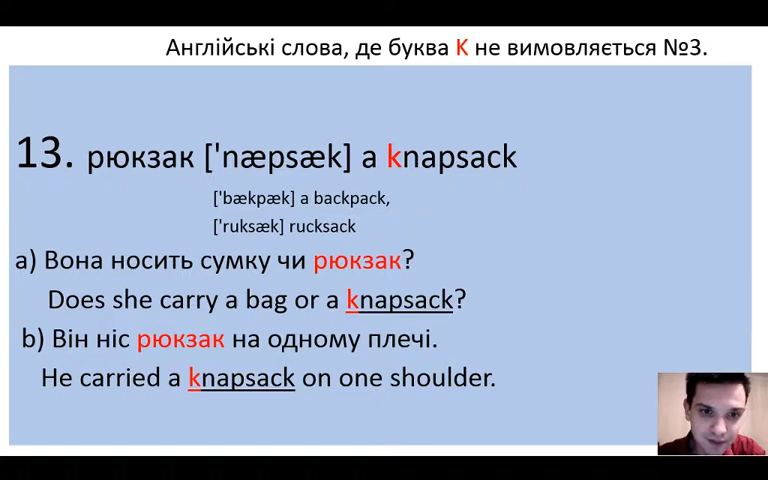 Англійські слова, де буква К не вимовляється №3.
13. рюкзак ['næpsæk] a knapsack
['bækpæk] a backpack,
['ruksæk] rucksack
а) Вона носить сумку чи рюкзак?
Does she carry a bag or a knapsack?
b) Він ніс рюкзак на одному плечі.
He carried a knapsack on one shoulder.